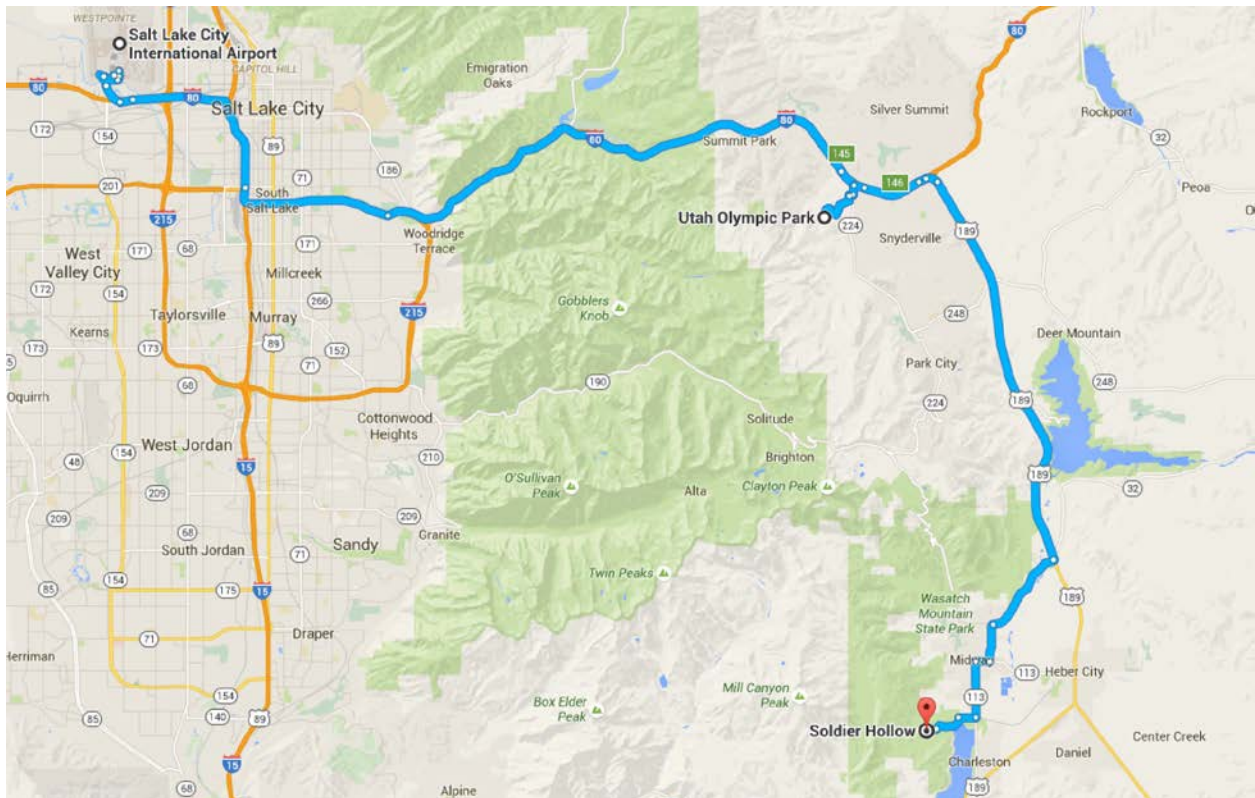 WESTPOINTE
Salt Lake City
International Airport
CAPITOL HILL
Emigration
Oaks
80
Silver Summit
Rockport
32
80
80
172
154
Salt Lake City
89
186
80
Summit Park
80
145
146
201
71
South
Salt Lake
Peoa
Utah Olympic Park
224
189
215
171
68
171
Woodridge
Terrace
Snyderville
West
Valley City
Millcreek
172
154
266
215
Taylorsville
Murray
Gobblers
Knob
248
Kearns
89
Deer Mountain
173
173
152
71
Park City
68
190
189
248
224
Oquirrh
Cottonwood
Heights
Solitude
West Jordan
154
48
15
210
Brighton
189
209
O'Sullivan
Peak
Alta
Clayton Peak
32
209
209
68
Granite
South Jordan
71
Sandy
154
Twin Peaks
85
175
15
189
Wasatch
Mountain
State Park
71
Draper
Herriman
Midway
113
Heber City
154
Mill Canyon
Peak
113
85
140
89
Box Elder
Peak
Soldier Hollow
Center Creek
Daniel
15
Charleston
68
Alpine
189